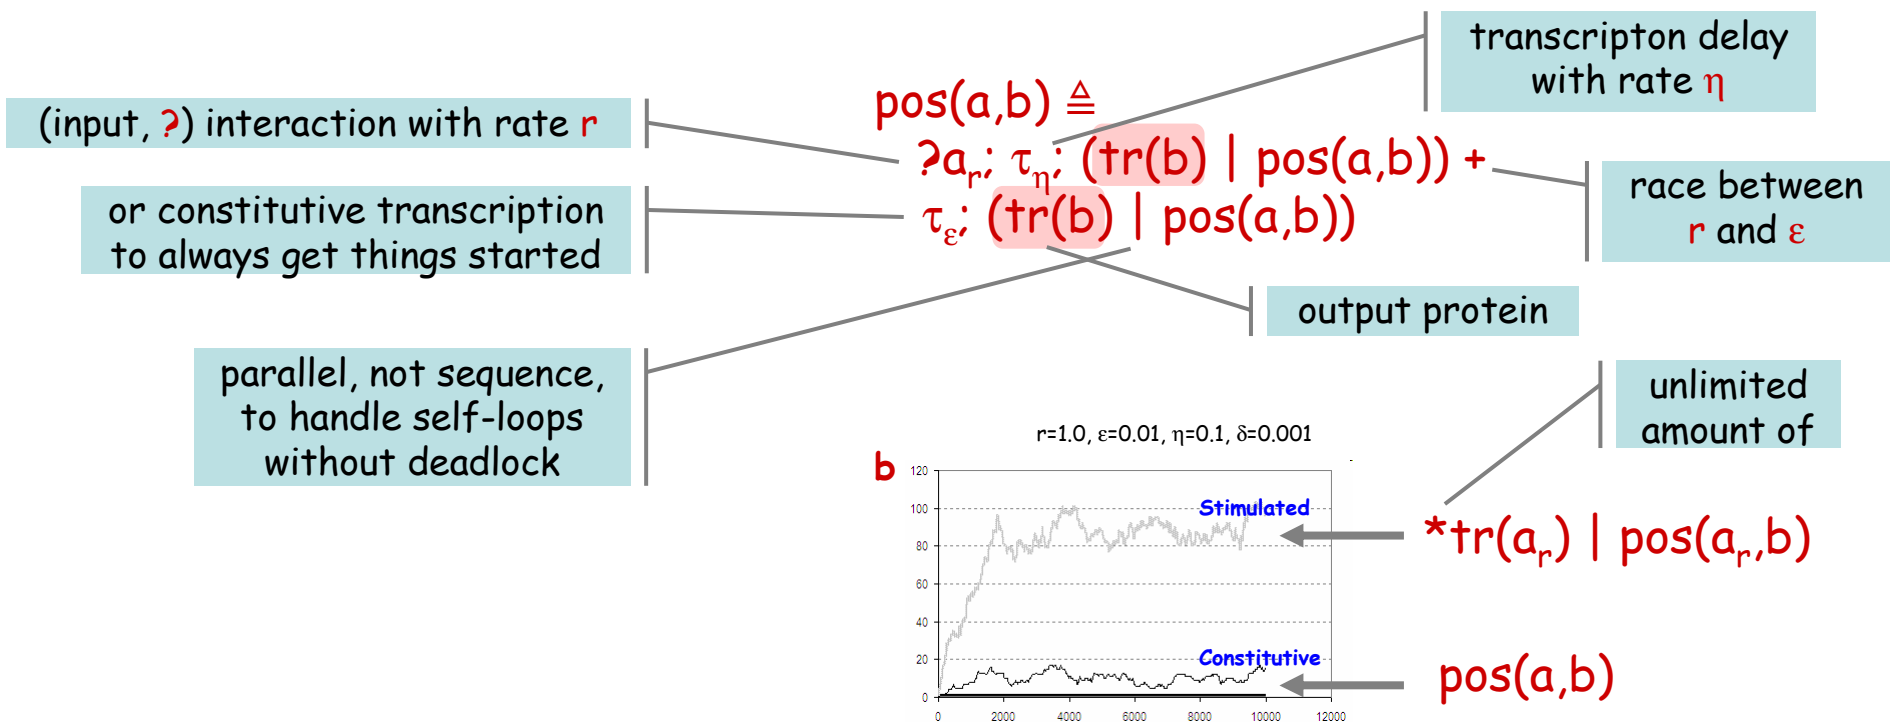 transcripton delay
with rate η
pos(a,b) ≜
(input, ?) interaction with rate r
?a_r; τ_η; (tr(b) | pos(a,b)) +
τ_ε; (tr(b) | pos(a,b))
or constitutive transcription
to always get things started
race between
r and ε
output protein
parallel, not sequence,
to handle self-loops
without deadlock
unlimited
amount of
r=1.0, ε=0.01, η=0.1, δ=0.001
b
120
100
80
60
40
20
0
0 2000 4000 6000 8000 10000 12000
Stimulated
*tr(a_r) | pos(a_r,b)
Constitutive
pos(a,b)